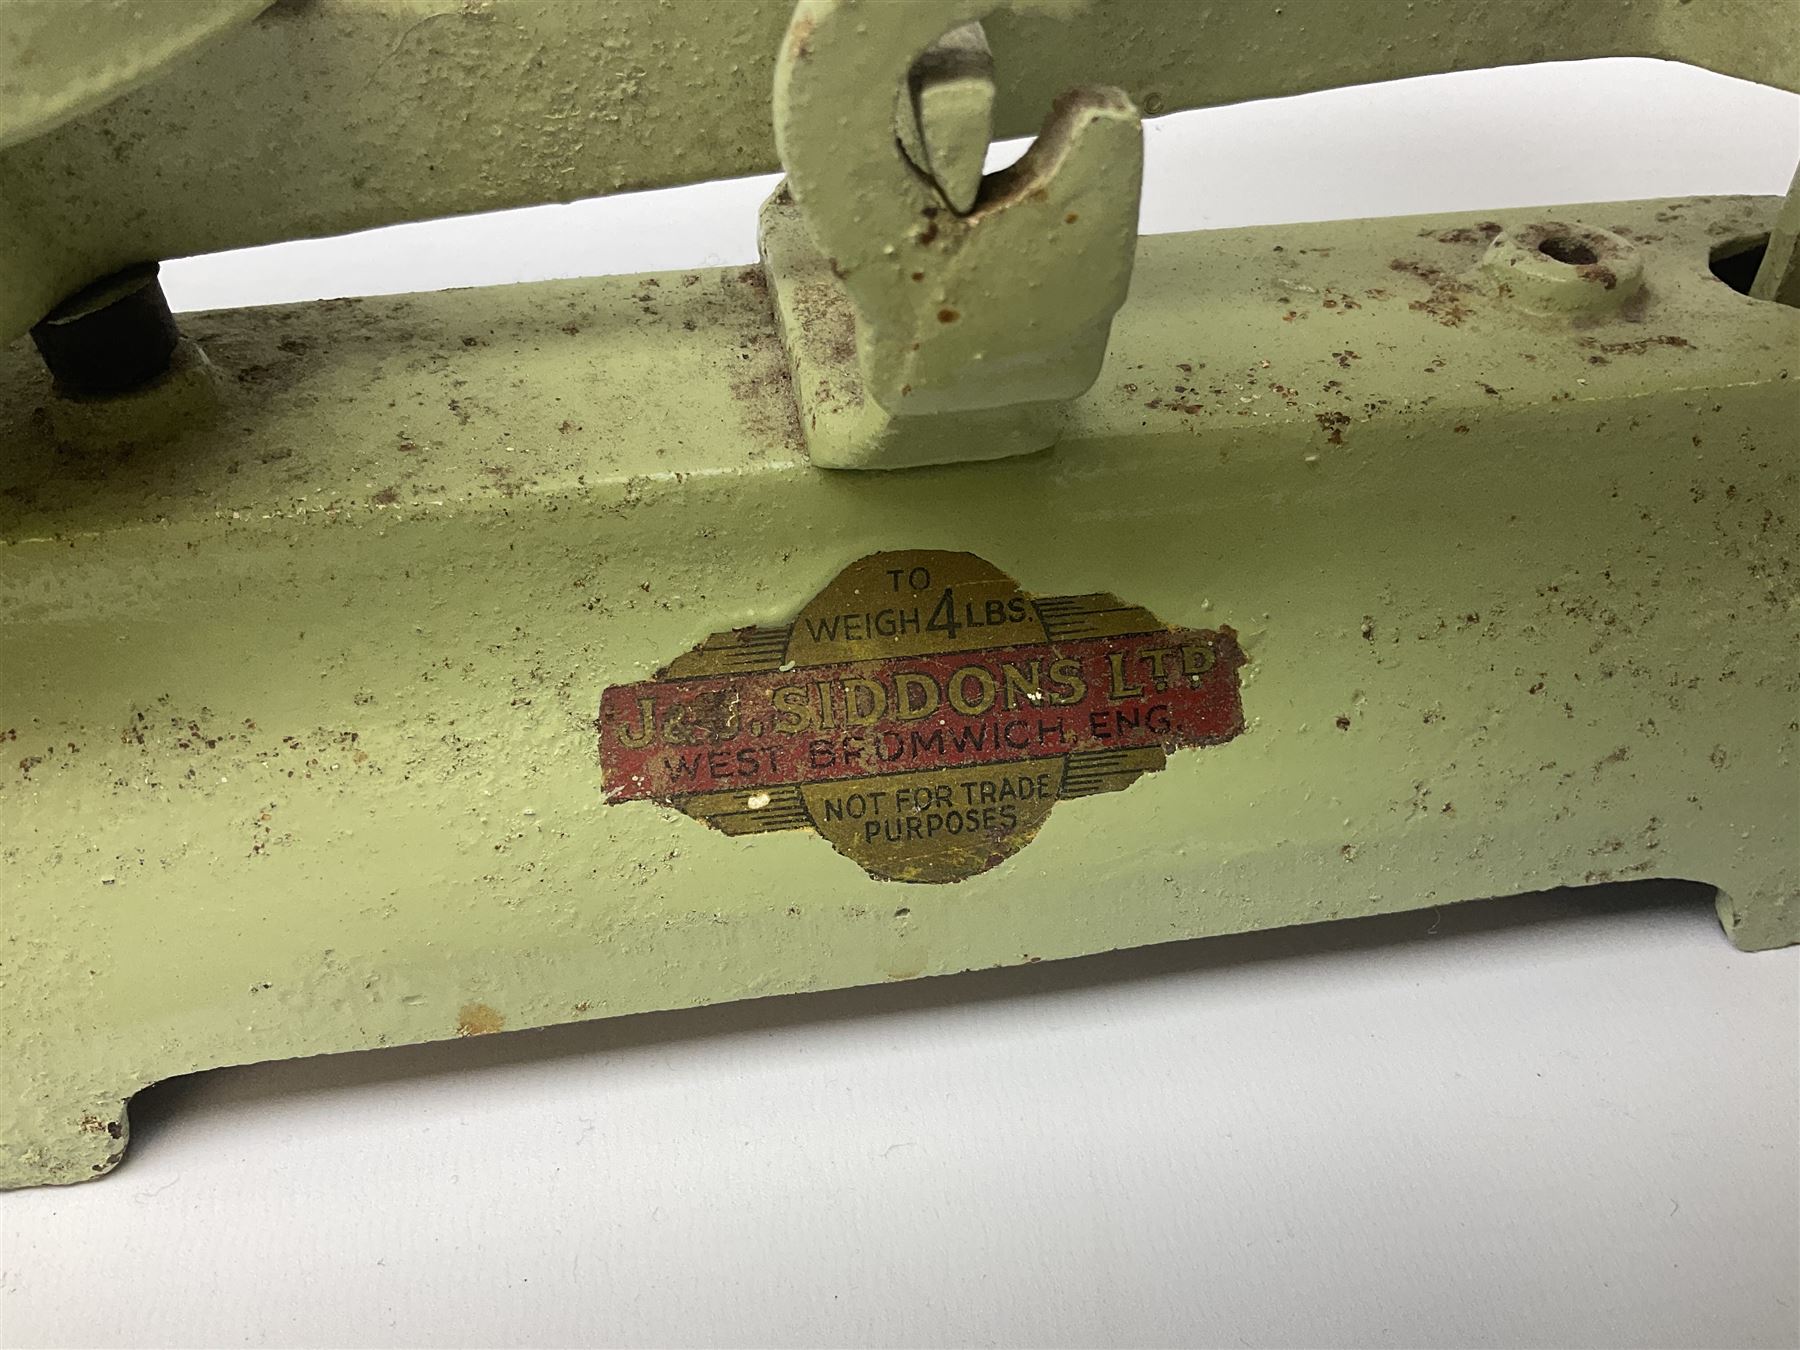 TO
WEIGH 4 LBS.
J & J. SIDDONS LTD
WEST BROMWICH, ENG.
NOT FOR TRADE
PURPOSES